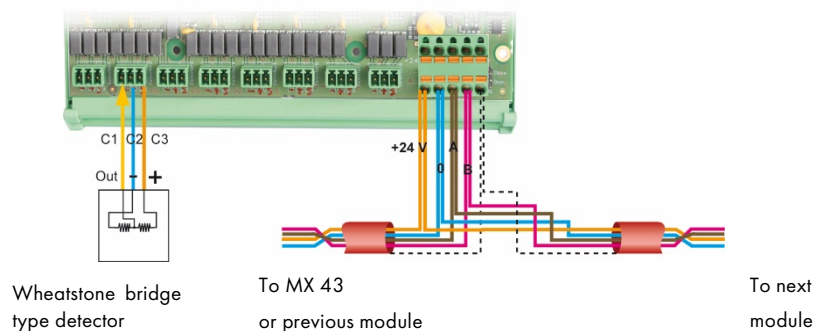 C1 C2 C3
Out - +
+24 V
0
A
B
Wheatstone bridge
type detector
To MX 43
or previous module
To next
module